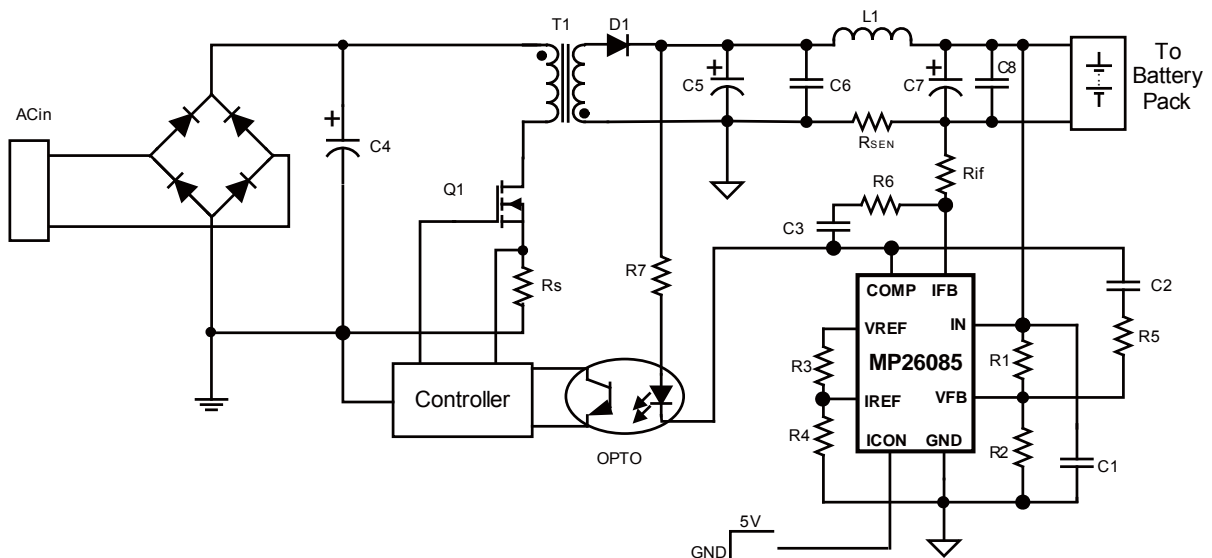 T1
D1
L1
ACin
C4
C5
C6
C7
C8
To
Battery
Pack
RSEN
Q1
Rif
R6
C3
Rs
R7
COMP
IFB
C2
VREF
IN
R3
MP26085
R1
R5
Controller
IREF
VFB
R4
ICON
GND
R2
C1
OPTO
5V
GND